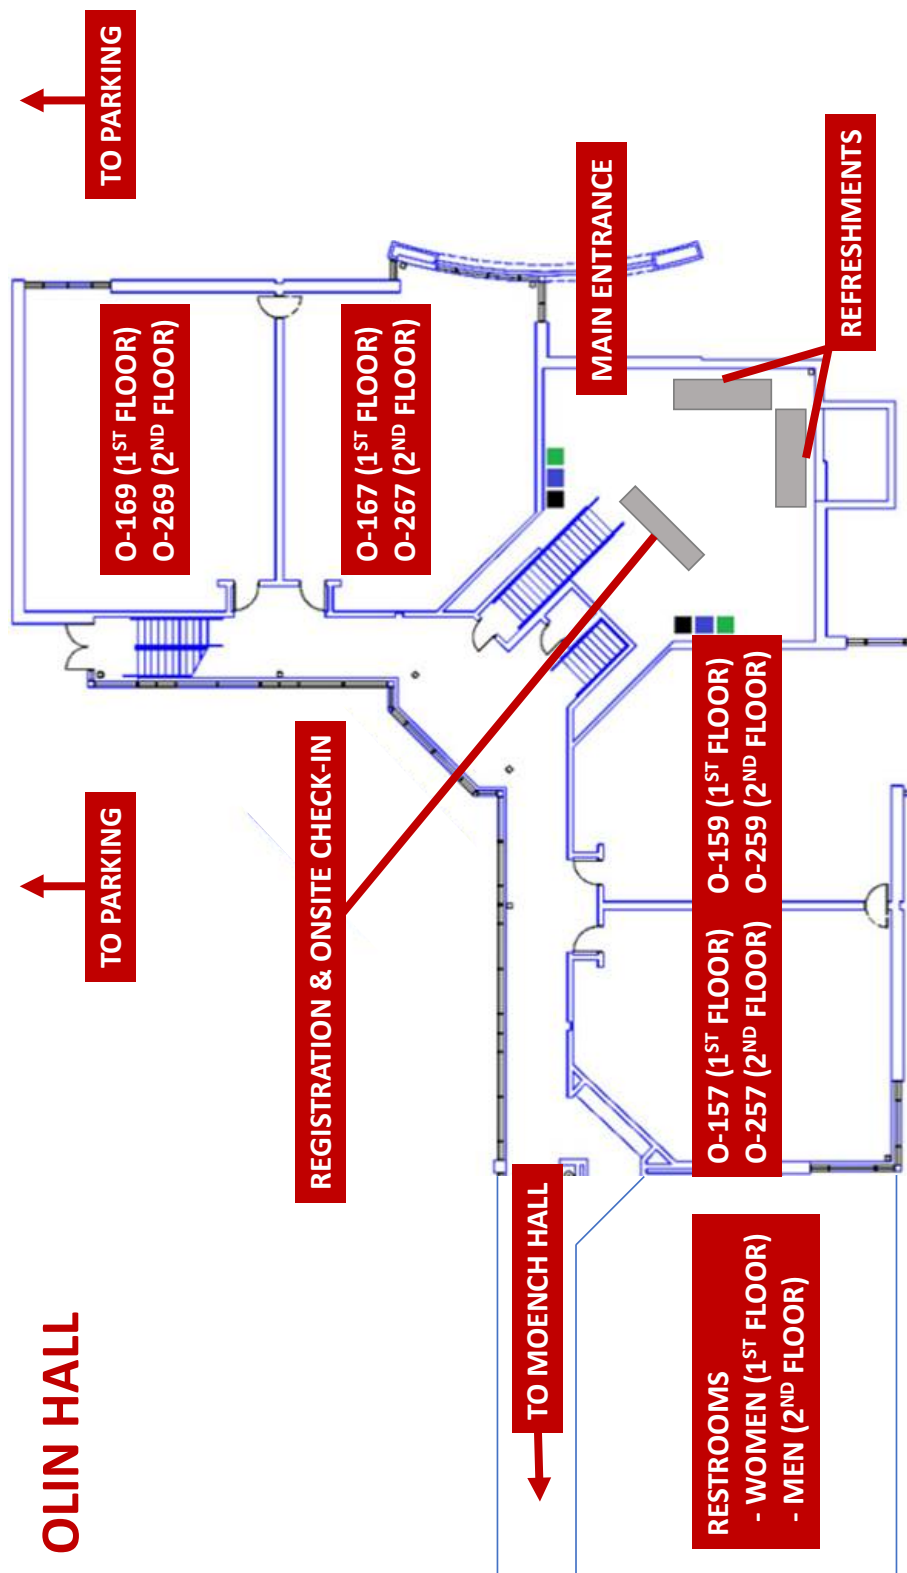 OLIN HALL
TO PARKING
TO PARKING
O-169 (1ST FLOOR)
O-269 (2ND FLOOR)
O-167 (1ST FLOOR)
O-267 (2ND FLOOR)
REGISTRATION & ONSITE CHECK-IN
MAIN ENTRANCE
REFRESHMENTS
TO MOENCH HALL
O-157 (1ST FLOOR)
O-257 (2ND FLOOR)
O-159 (1ST FLOOR)
O-259 (2ND FLOOR)
RESTROOMS
- WOMEN (1ST FLOOR)
- MEN (2ND FLOOR)